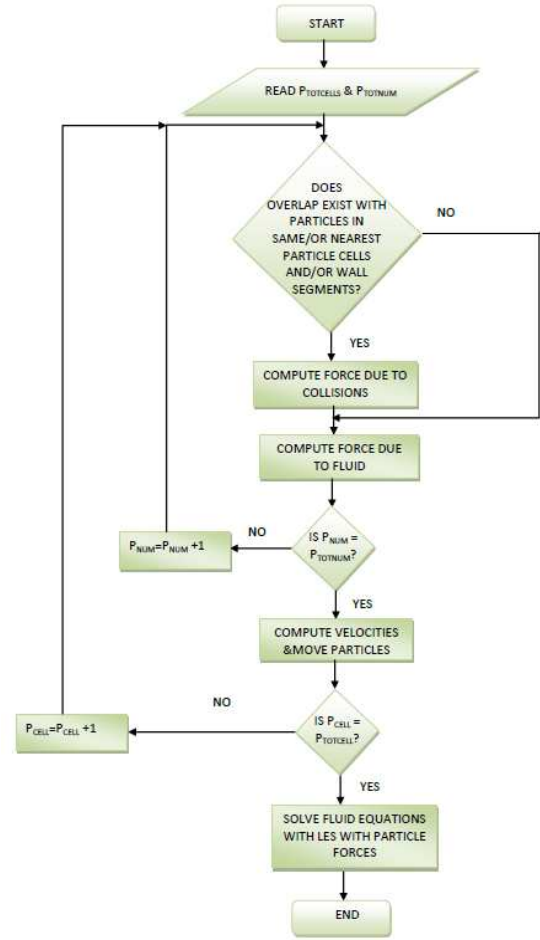 START
READ PTOTCELLS & PTOTNUM
DOES
OVERLAP EXIST WITH
PARTICLES IN
SAME/OR NEAREST
PARTICLE CELLS
AND/OR WALL
SEGMENTS?
NO
YES
COMPUTE FORCE DUE TO
COLLISIONS
COMPUTE FORCE DUE
TO FLUID
IS PNUM =
PTOTNUM?
NO
PNUM=PNUM +1
YES
COMPUTE VELOCITIES
&MOVE PARTICLES
IS PCELL =
PTOTCELL?
NO
PCELL=PCELL +1
YES
SOLVE FLUID EQUATIONS
WITH LES WITH PARTICLE
FORCES
END